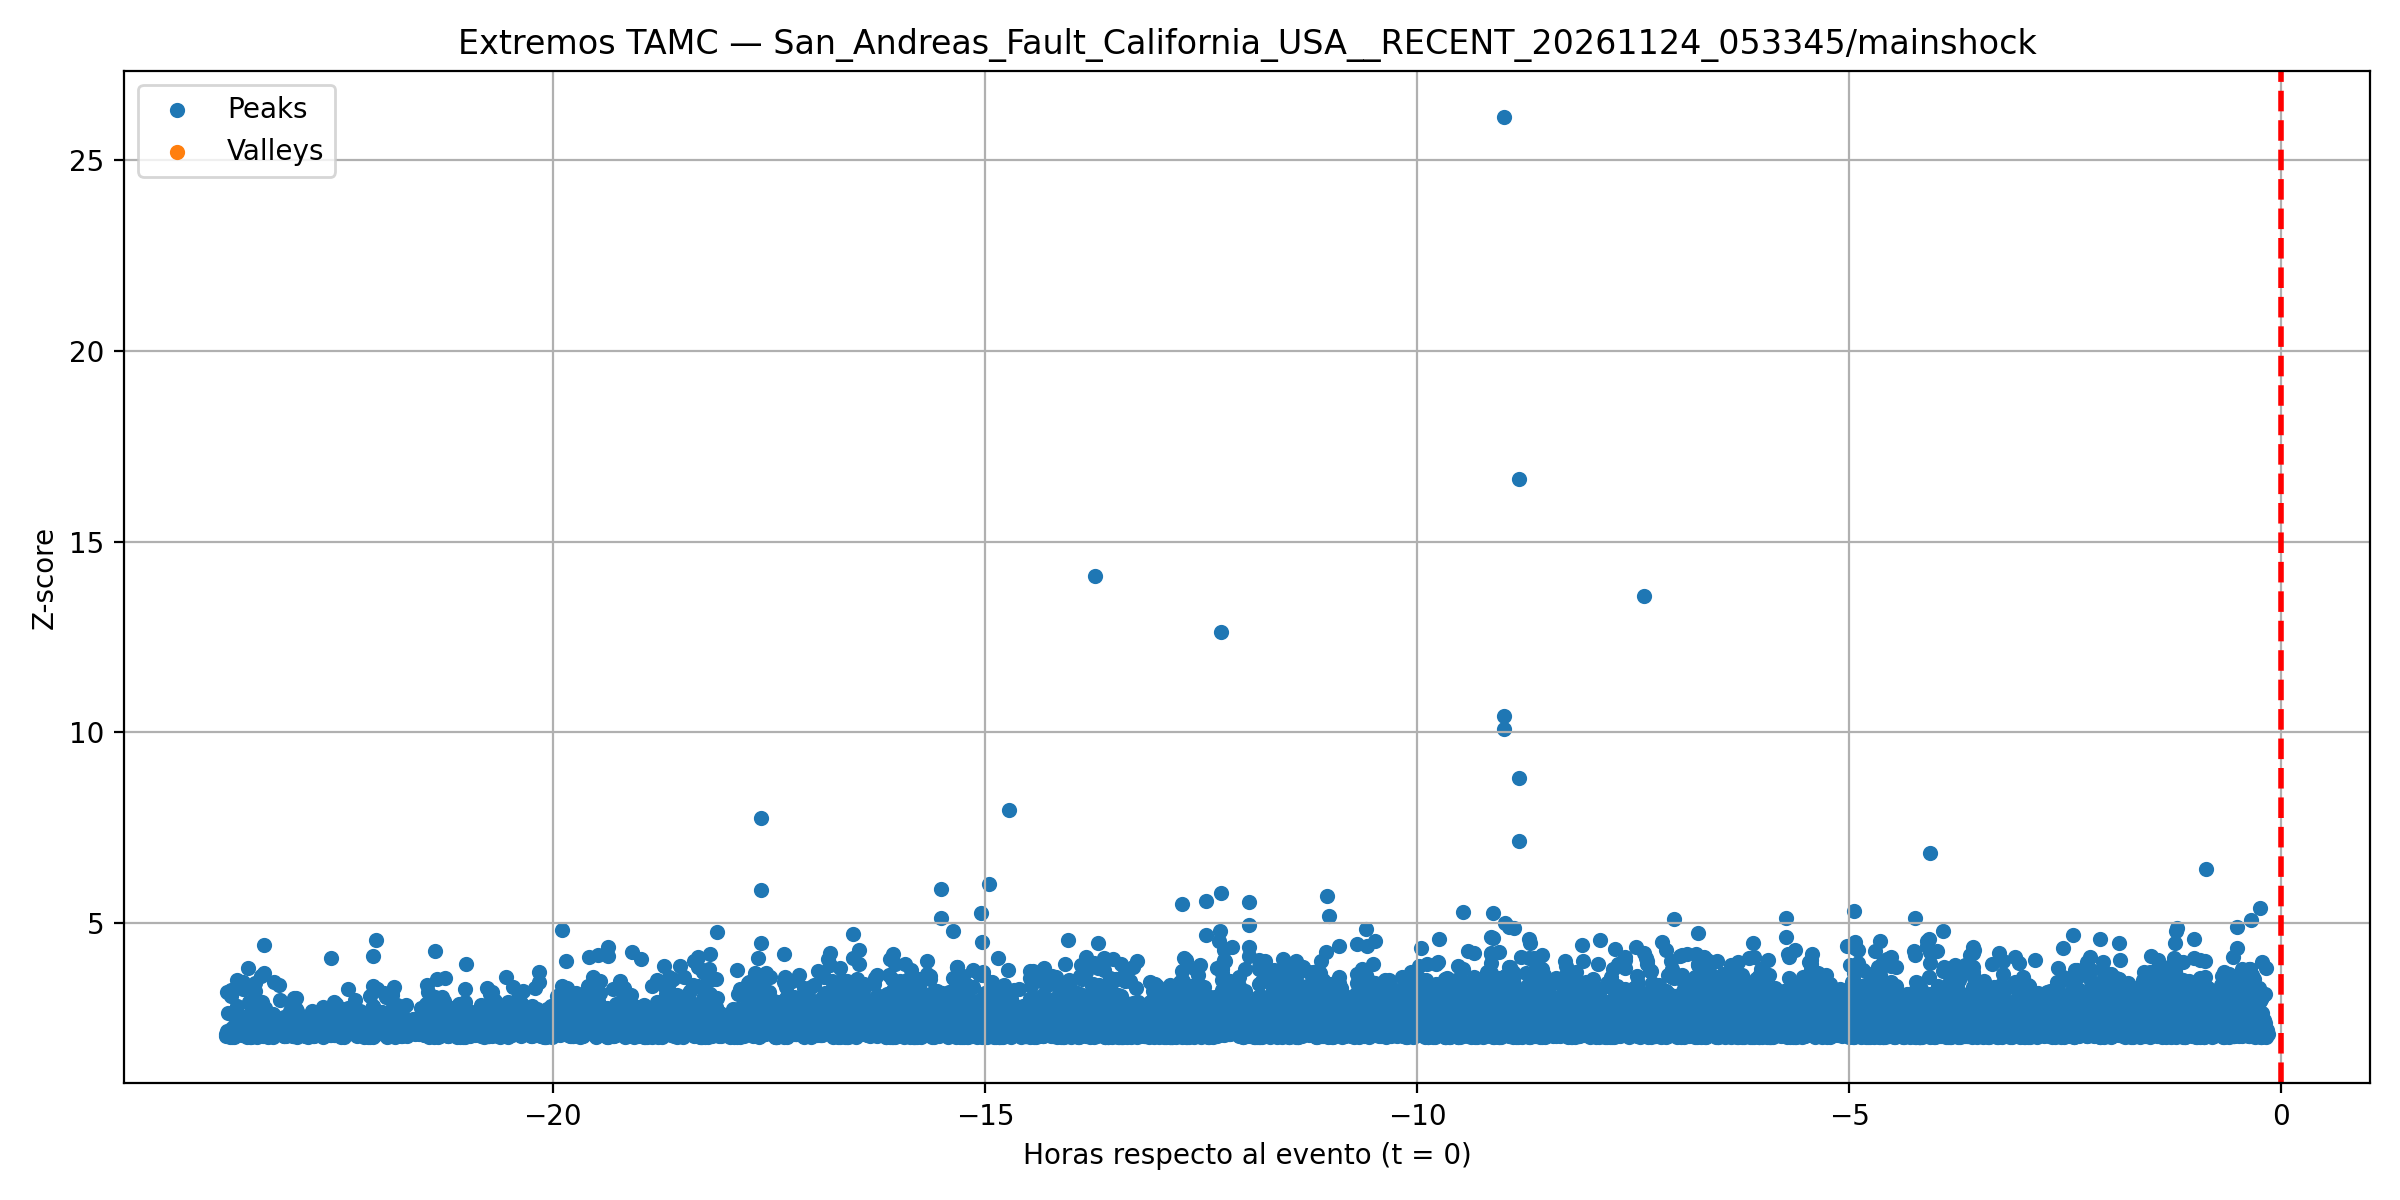 Extremos TAMC — San_Andreas_Fault_California_USA__RECENT_20261124_053345/mainshock
Peaks
Valleys
25
20
15
10
5
Z-score
−20
−15
−10
−5
0
Horas respecto al evento (t = 0)